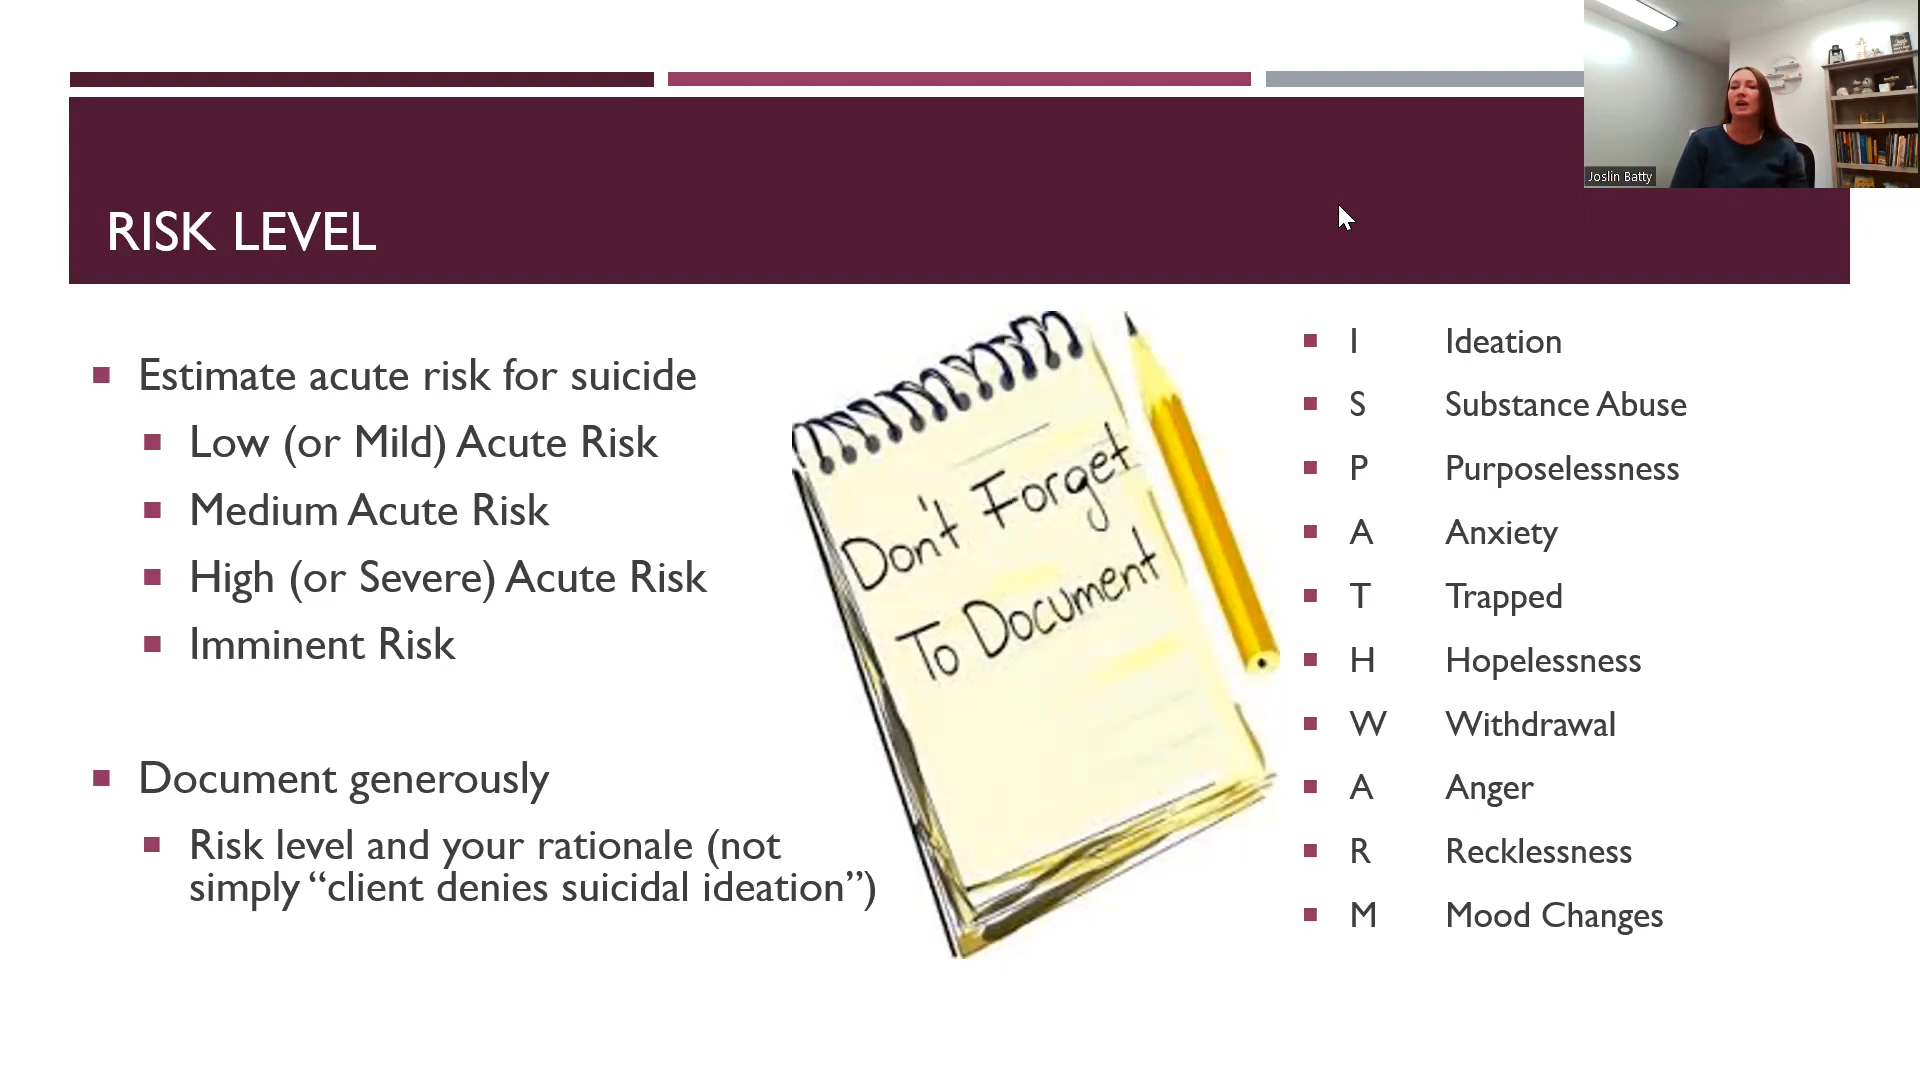 Joslin Batty
RISK LEVEL
Estimate acute risk for suicide
Low (or Mild) Acute Risk
Medium Acute Risk
High (or Severe) Acute Risk
Imminent Risk
Document generously
Risk level and your rationale (not
simply “client denies suicidal ideation”)
Don't Forget
To Document
I Ideation
S Substance Abuse
P Purposelessness
A Anxiety
T Trapped
H Hopelessness
W Withdrawal
A Anger
R Recklessness
M Mood Changes